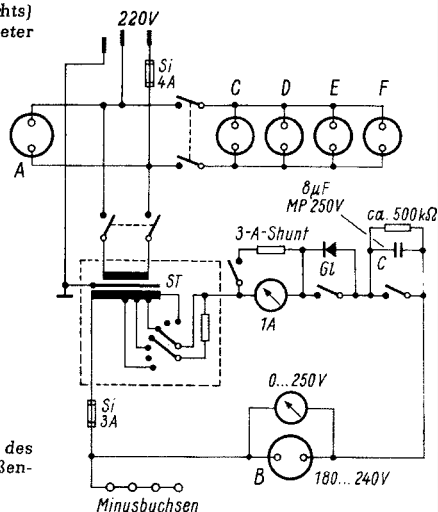 chts)
eter
220V
Si
4A
A
C
D
E
F
8µF
MP 250V
ca. 500kΩ
3-A-Shunt
Gl
C
1A
ST
Si
3A
0...250V
B
180...240V
des
ßen-
Minusbuchsen